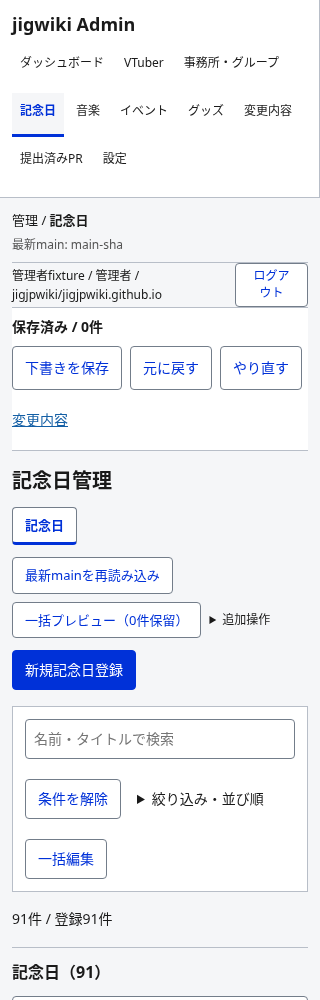 jigwiki Admin
ダッシュボード VTuber 事務所・グループ
記念日 音楽 イベント グッズ 変更内容
提出済みPR 設定
管理 / 記念日
最新main: main-sha
管理者fixture / 管理者 /
jigjpwiki/jigjpwiki.github.io
ログア
ウト
保存済み / 0件
下書きを保存 元に戻す やり直す
変更内容
記念日管理
記念日
最新mainを再読み込み
一括プレビュー（0件保留） ▶ 追加操作
新規記念日登録
名前・タイトルで検索
条件を解除 ▶ 絞り込み・並び順
一括編集
91件 / 登録91件
記念日（91）